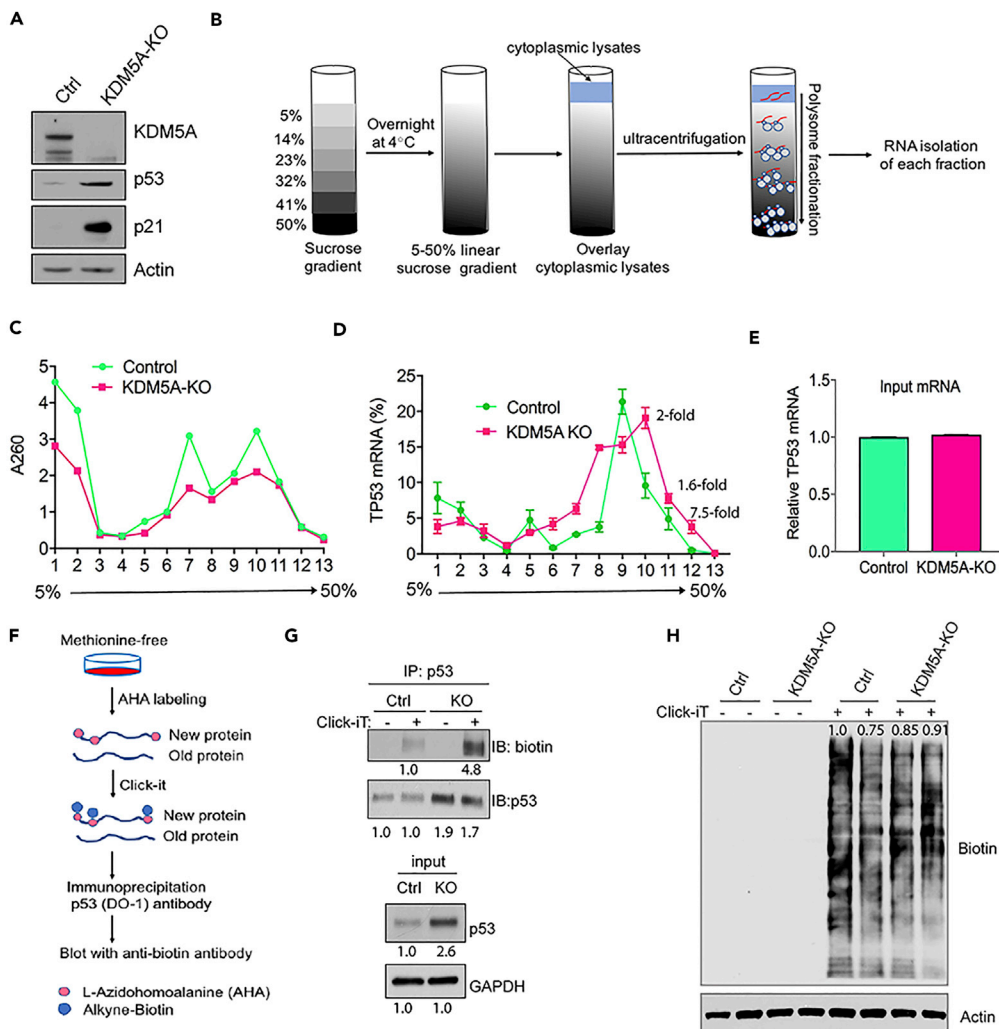 A
Ctrl
KDM5A-KO
KDM5A
p53
p21
Actin
B
cytoplasmic lysates
5%
14%
23%
32%
41%
50%
Overnight
at 4°C
ultracentrifugation
Polysome fractionation
RNA isolation
of each fraction
Sucrose
gradient
5-50% linear
sucrose gradient
Overlay
cytoplasmic lysates
C
Control
KDM5A-KO
A260
5
4
3
2
1
0
1 2 3 4 5 6 7 8 9 10 11 12 13
5%
50%
D
Control
KDM5A KO
TP53 mRNA (%)
25
20
15
10
5
0
2-fold
1.6-fold
7.5-fold
1 2 3 4 5 6 7 8 9 10 11 12 13
5%
50%
E
Input mRNA
Relative TP53 mRNA
1.5
1.0
0.5
0.0
Control KDM5A-KO
F
Methionine-free
AHA labeling
New protein
Old protein
Click-it
New protein
Old protein
Immunoprecipitation
p53 (DO-1) antibody
Blot with anti-biotin antibody
L-Azidohomoalanine (AHA)
Alkyne-Biotin
G
IP: p53
Ctrl KO
Click-iT: - + - +
IB: biotin
1.0 4.8
IB:p53
1.0 1.0 1.9 1.7
input
Ctrl KO
p53
1.0 2.6
GAPDH
1.0 1.0
H
Ctrl
KDM5A-KO
Ctrl
KDM5A-KO
Click-iT - - - - + + + +
1.0 0.75 0.85 0.91
Biotin
Actin